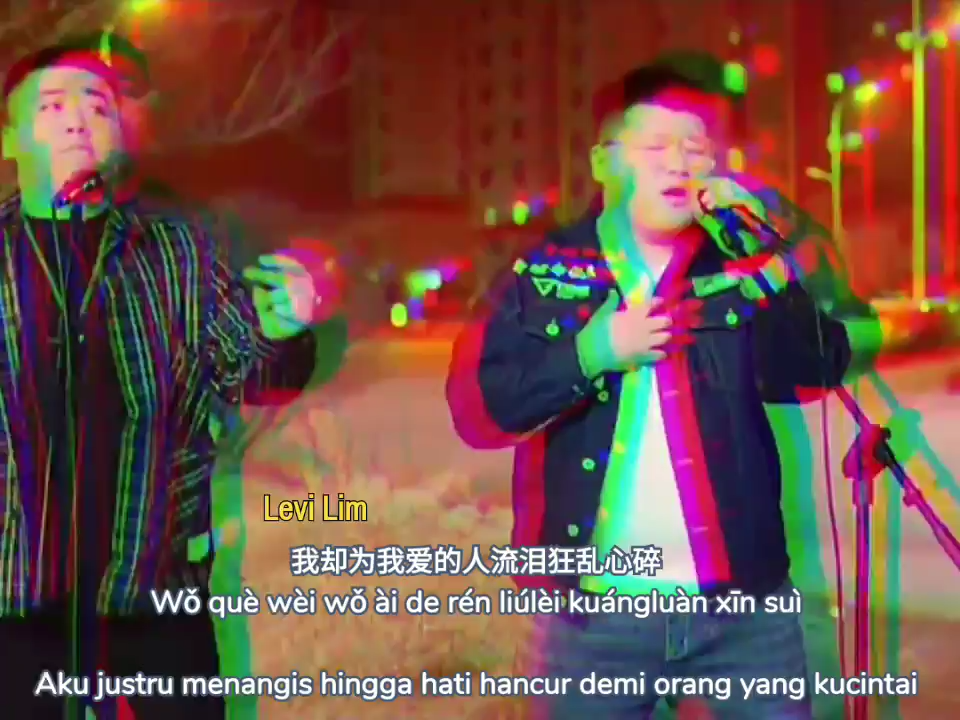 Levi Lim
我却为我爱的人流泪狂乱心碎
Wǒ què wèi wǒ ài de rén liúlèi kuángluàn xīn suì
Aku justru menangis hingga hati hancur demi orang yang kucintai